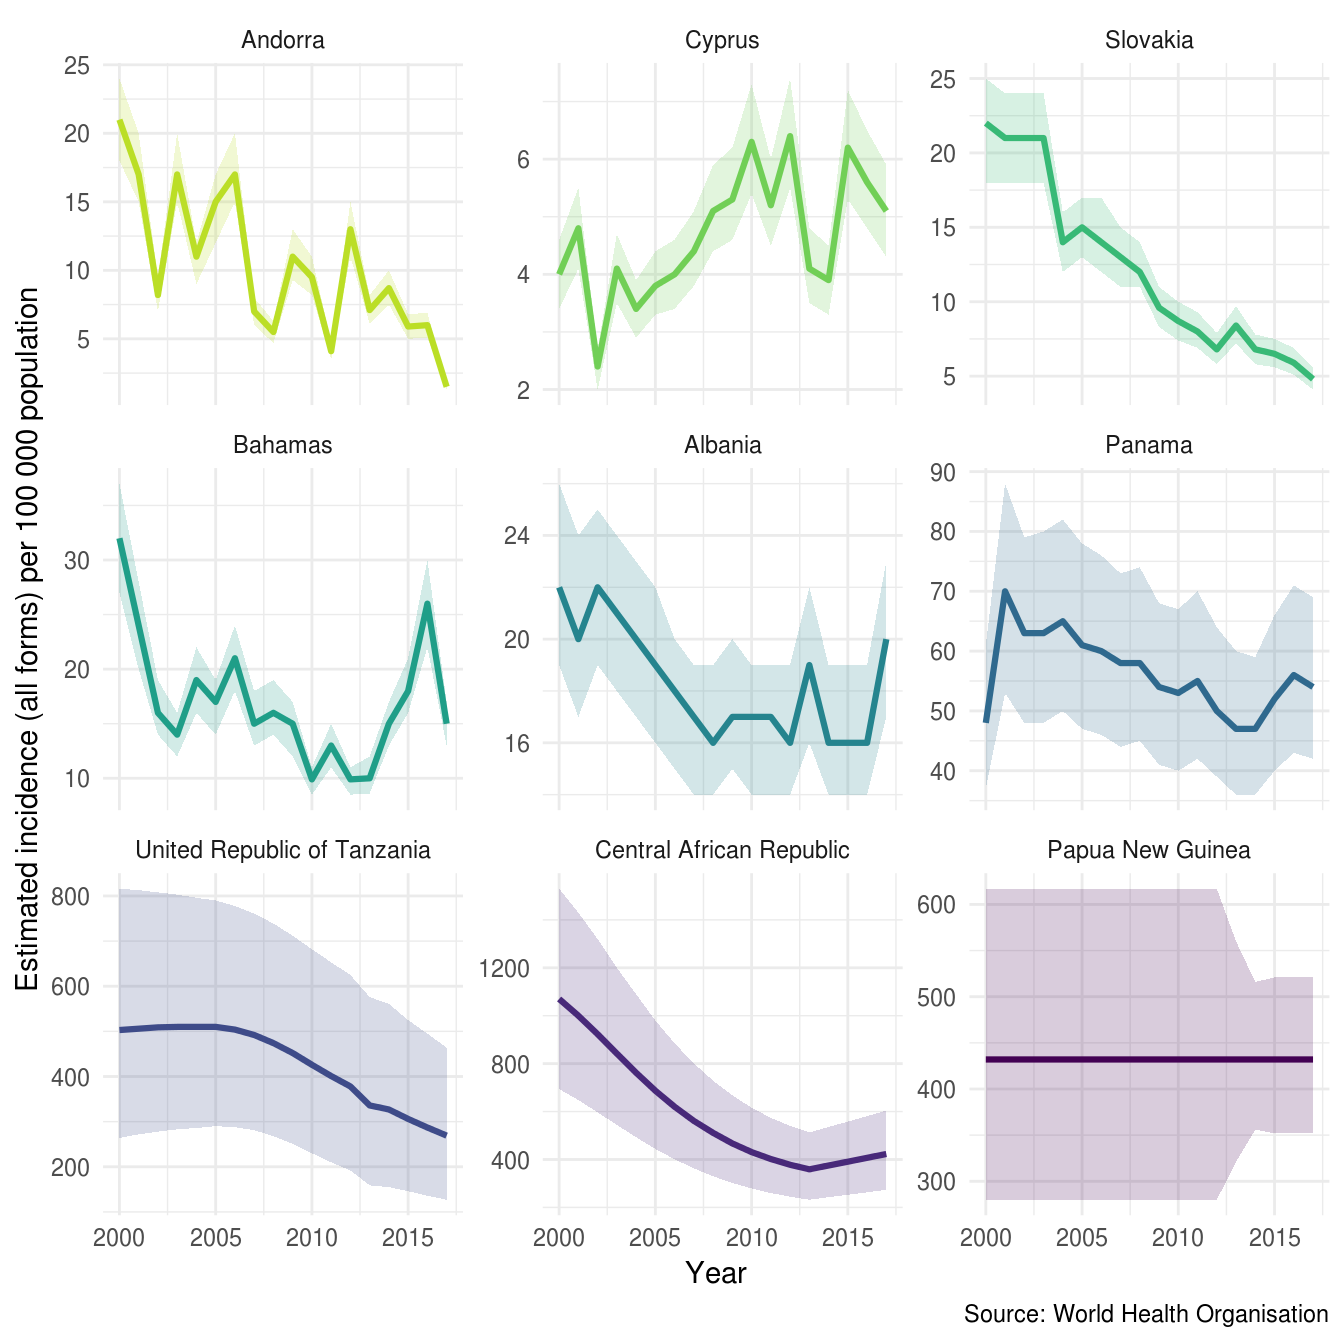 Estimated incidence (all forms) per 100 000 population
Andorra
25
20
15
10
5
Cyprus
6
4
2
Slovakia
25
20
15
10
5
Bahamas
30
20
10
Albania
24
20
16
Panama
90
80
70
60
50
40
United Republic of Tanzania
800
600
400
200
2000 2005 2010 2015
Central African Republic
1200
800
400
2000 2005 2010 2015
Papua New Guinea
600
500
400
300
2000 2005 2010 2015
Year
Source: World Health Organisation